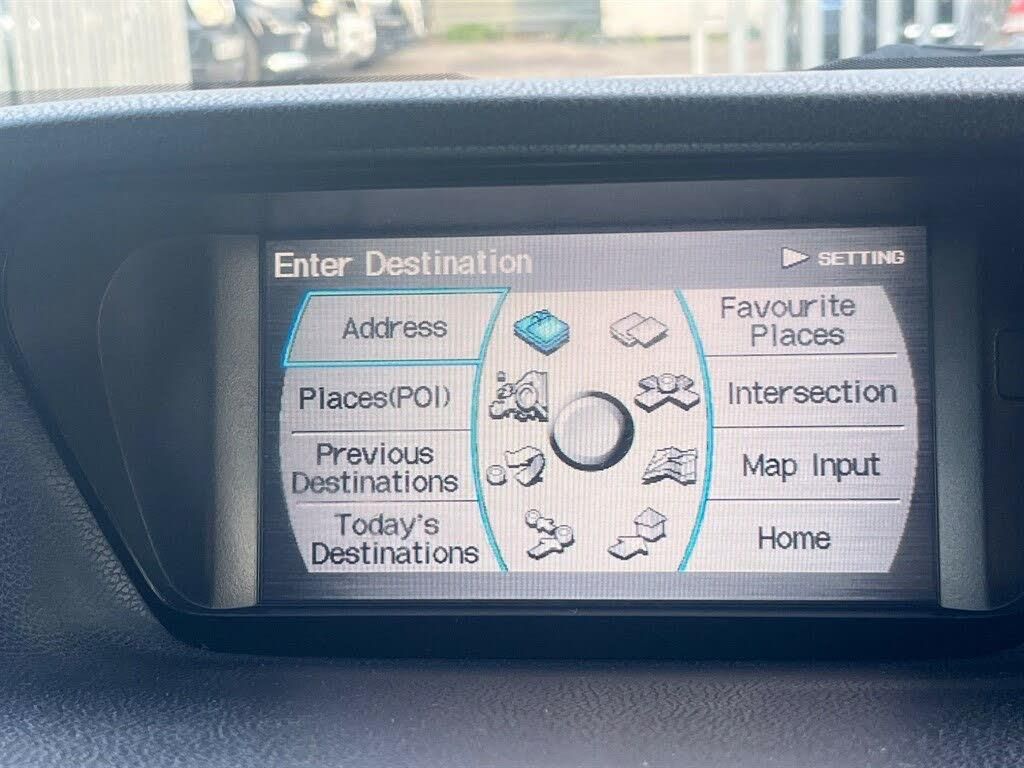 Enter Destination
SETTING
Address
Places(POI)
Previous
Destinations
Today's
Destinations
Favourite
Places
Intersection
Map Input
Home